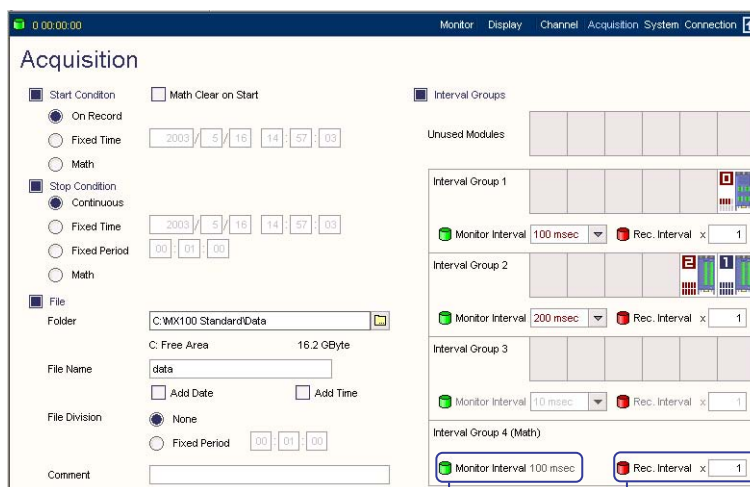 0 00:00:00
Monitor Display Channel Acquisition System Connection
Acquisition
Start Conditon
Math Clear on Start
On Record
Fixed Time 2003 / 5 / 16 14 : 57 : 03
Math
Stop Condition
Continuous
Fixed Time 2003 / 5 / 16 14 : 57 : 03
Fixed Period 00 : 01 : 00
Math
File
Folder C:\MX100 Standard\Data
C: Free Area 16.2 GByte
File Name data
Add Date Add Time
File Division None
Fixed Period 00 : 01 : 00
Comment
Interval Groups
Unused Modules
Interval Group 1
0
Monitor Interval 100 msec Rec. Interval x 1
Interval Group 2
2 1
Monitor Interval 200 msec Rec. Interval x 1
Interval Group 3
Monitor Interval 10 msec Rec. Interval x 1
Interval Group 4 (Math)
Monitor Interval 100 msec Rec. Interval x 1